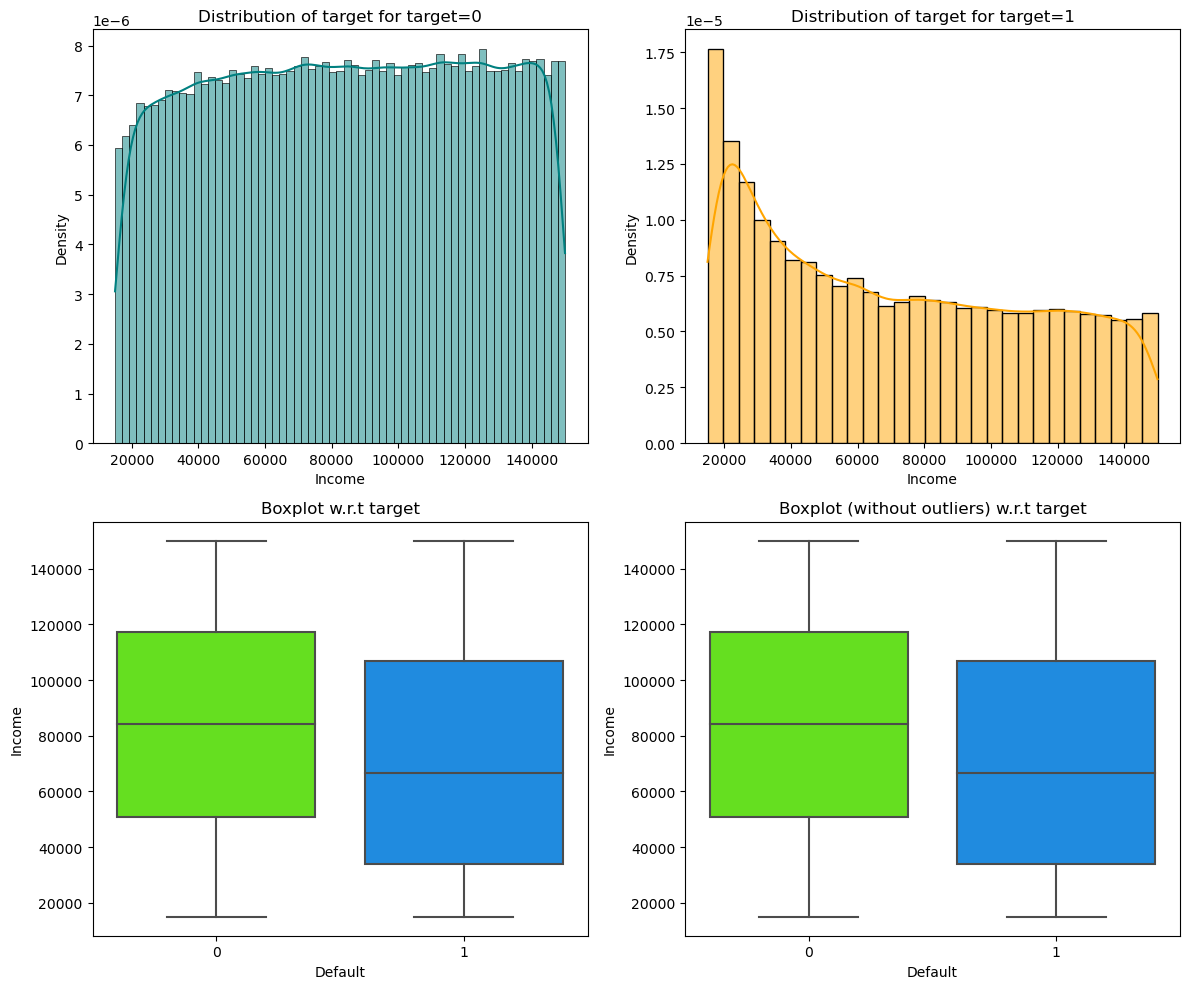 Distribution of target for target=0
1e−6
8
7
6
5
4
3
2
1
0
Density
20000 40000 60000 80000 100000 120000 140000
Income
Distribution of target for target=1
1e−5
1.75
1.50
1.25
1.00
0.75
0.50
0.25
0.00
Density
20000 40000 60000 80000 100000 120000 140000
Income
Boxplot w.r.t target
140000
120000
100000
80000
60000
40000
20000
Income
0 1
Default
Boxplot (without outliers) w.r.t target
140000
120000
100000
80000
60000
40000
20000
Income
0 1
Default